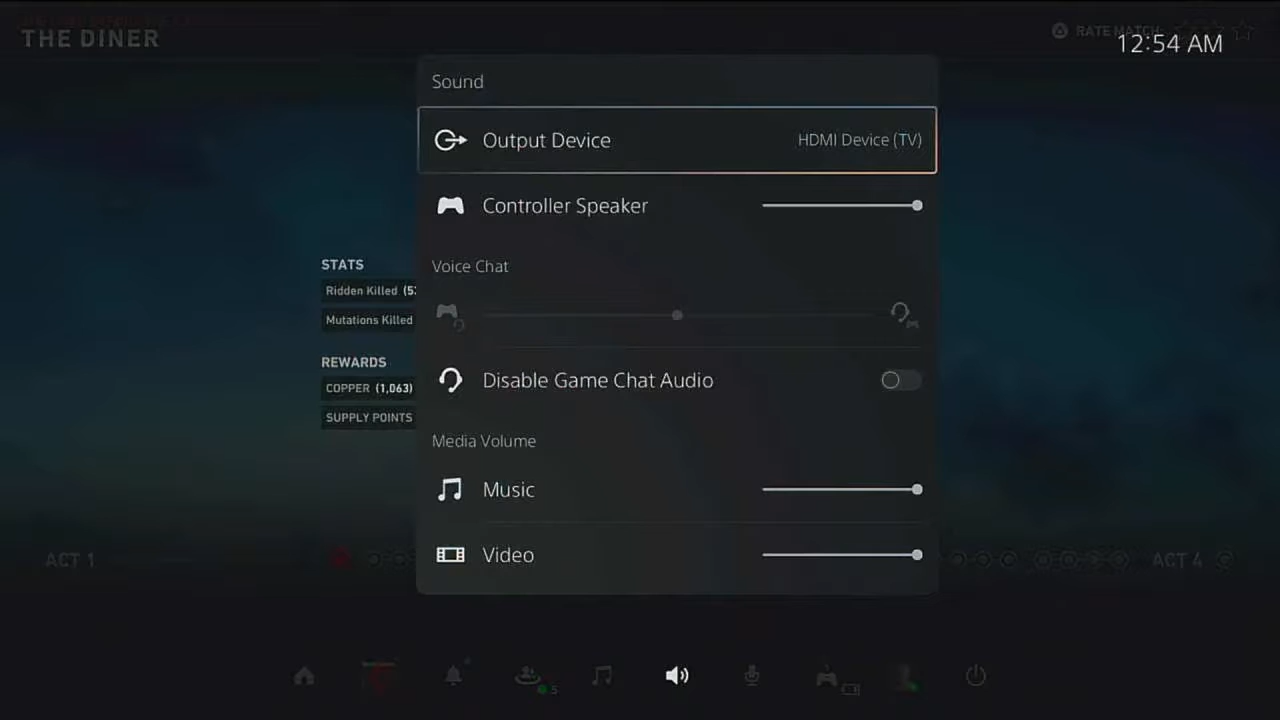 THE DINER
RATE MATCH
12:54 AM
Sound
Output Device HDMI Device (TV)
Controller Speaker
STATS
Voice Chat
Ridden Killed
Mutations Killed
REWARDS
COPPER (1,063)
Disable Game Chat Audio
SUPPLY POINTS
Media Volume
Music
Video
ACT 1
ACT 4
5